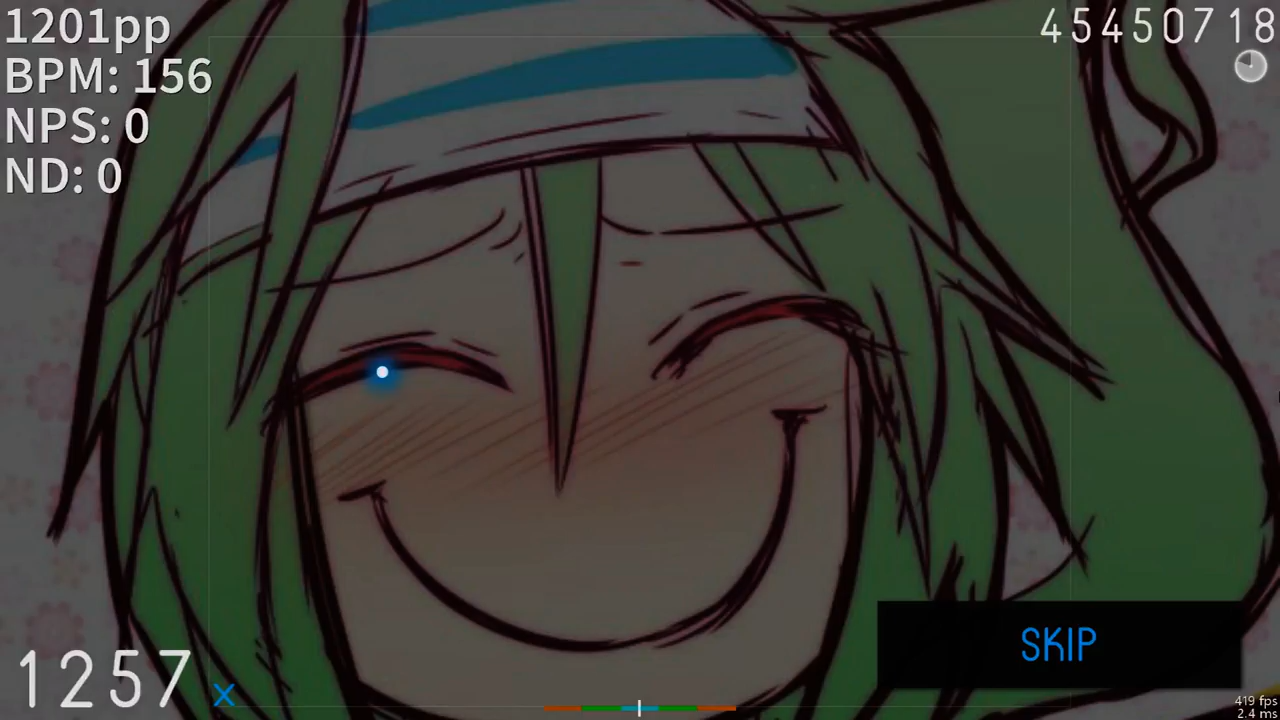 1201pp
45450718
BPM: 156
NPS: 0
ND: 0
SKIP
1257x
419 fps
2.4 ms